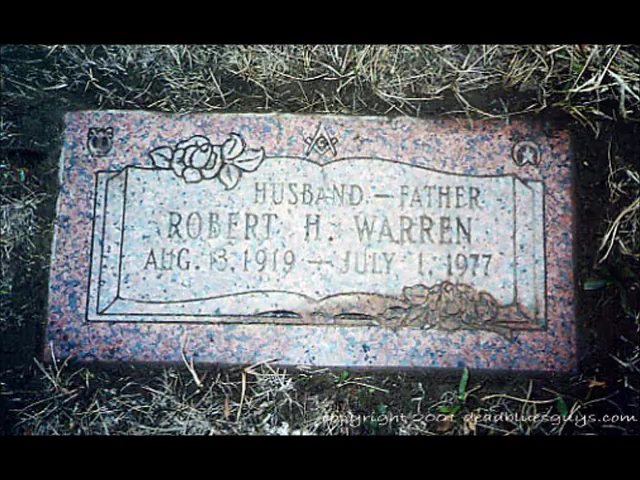 HUSBAND — FATHER
ROBERT H. WARREN
AUG. 13, 1919 — JULY 1, 1977
copyright 2001 deadbluesguys.com